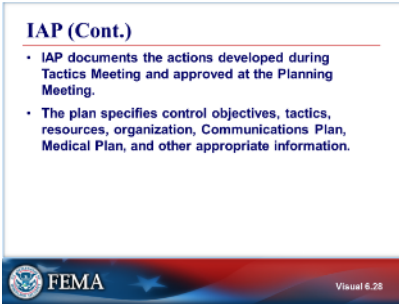 IAP (Cont.)
• IAP documents the actions developed during
Tactics Meeting and approved at the Planning
Meeting.
• The plan specifies control objectives, tactics,
resources, organization, Communications Plan,
Medical Plan, and other appropriate information.
FEMA
Visual 6.28